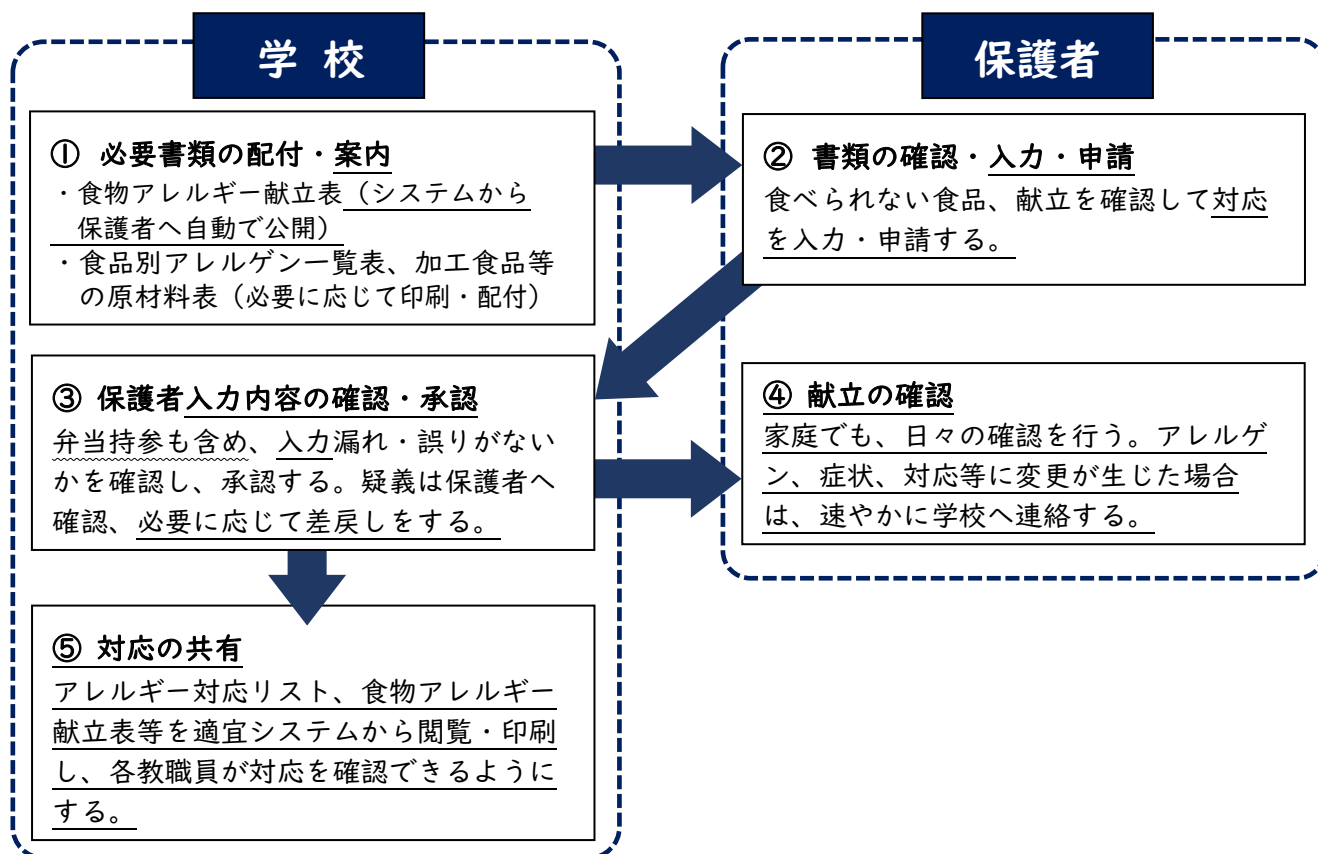 学 校
① 必要書類の配付・案内
・食物アレルギー献立表（システムから
保護者へ自動で公開）
・食品別アレルゲン一覧表、加工食品等
の原材料表（必要に応じて印刷・配付）
保護者
② 書類の確認・入力・申請
食べられない食品、献立を確認して対応
を入力・申請する。
③ 保護者入力内容の確認・承認
弁当持参も含め、入力漏れ・誤りがない
かを確認し、承認する。疑義は保護者へ
確認、必要に応じて差戻しをする。
④ 献立の確認
家庭でも、日々の確認を行う。アレルゲ
ン、症状、対応等に変更が生じた場合
は、速やかに学校へ連絡する。
⑤ 対応の共有
アレルギー対応リスト、食物アレルギー
献立表等を適宜システムから閲覧・印刷
し、各教職員が対応を確認できるように
する。